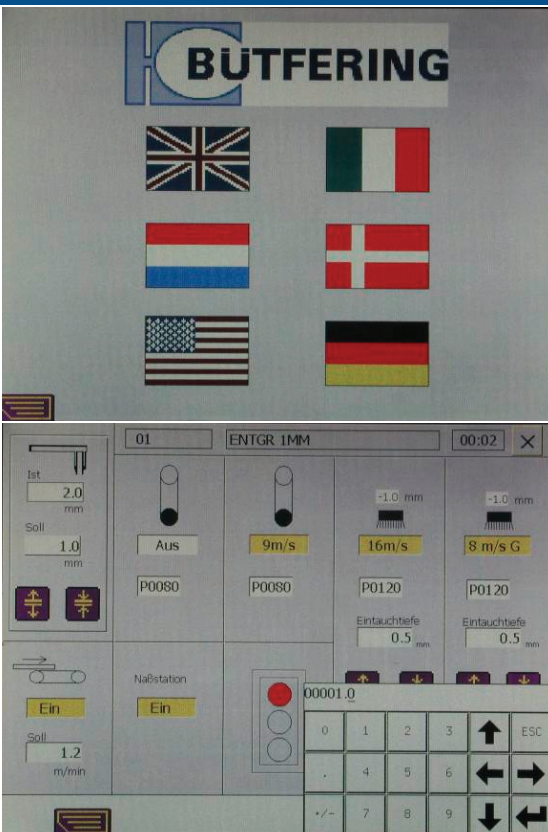 BÜTFERING
01 ENTGR 1MM 00:02
Ist
2.0
mm
Soll
1.0
mm
Aus
9m/s
-1.0 mm
16m/s
-1.0 mm
8 m/s G
P0080
P0080
P0120
P0120
Eintauchtiefe
0.5 mm
Eintauchtiefe
0.5 mm
Ein
Soll
1.2
m/min
Naßstation
Ein
00001.0
0 1 2 3 ESC
. 4 5 6
+/- 7 8 9